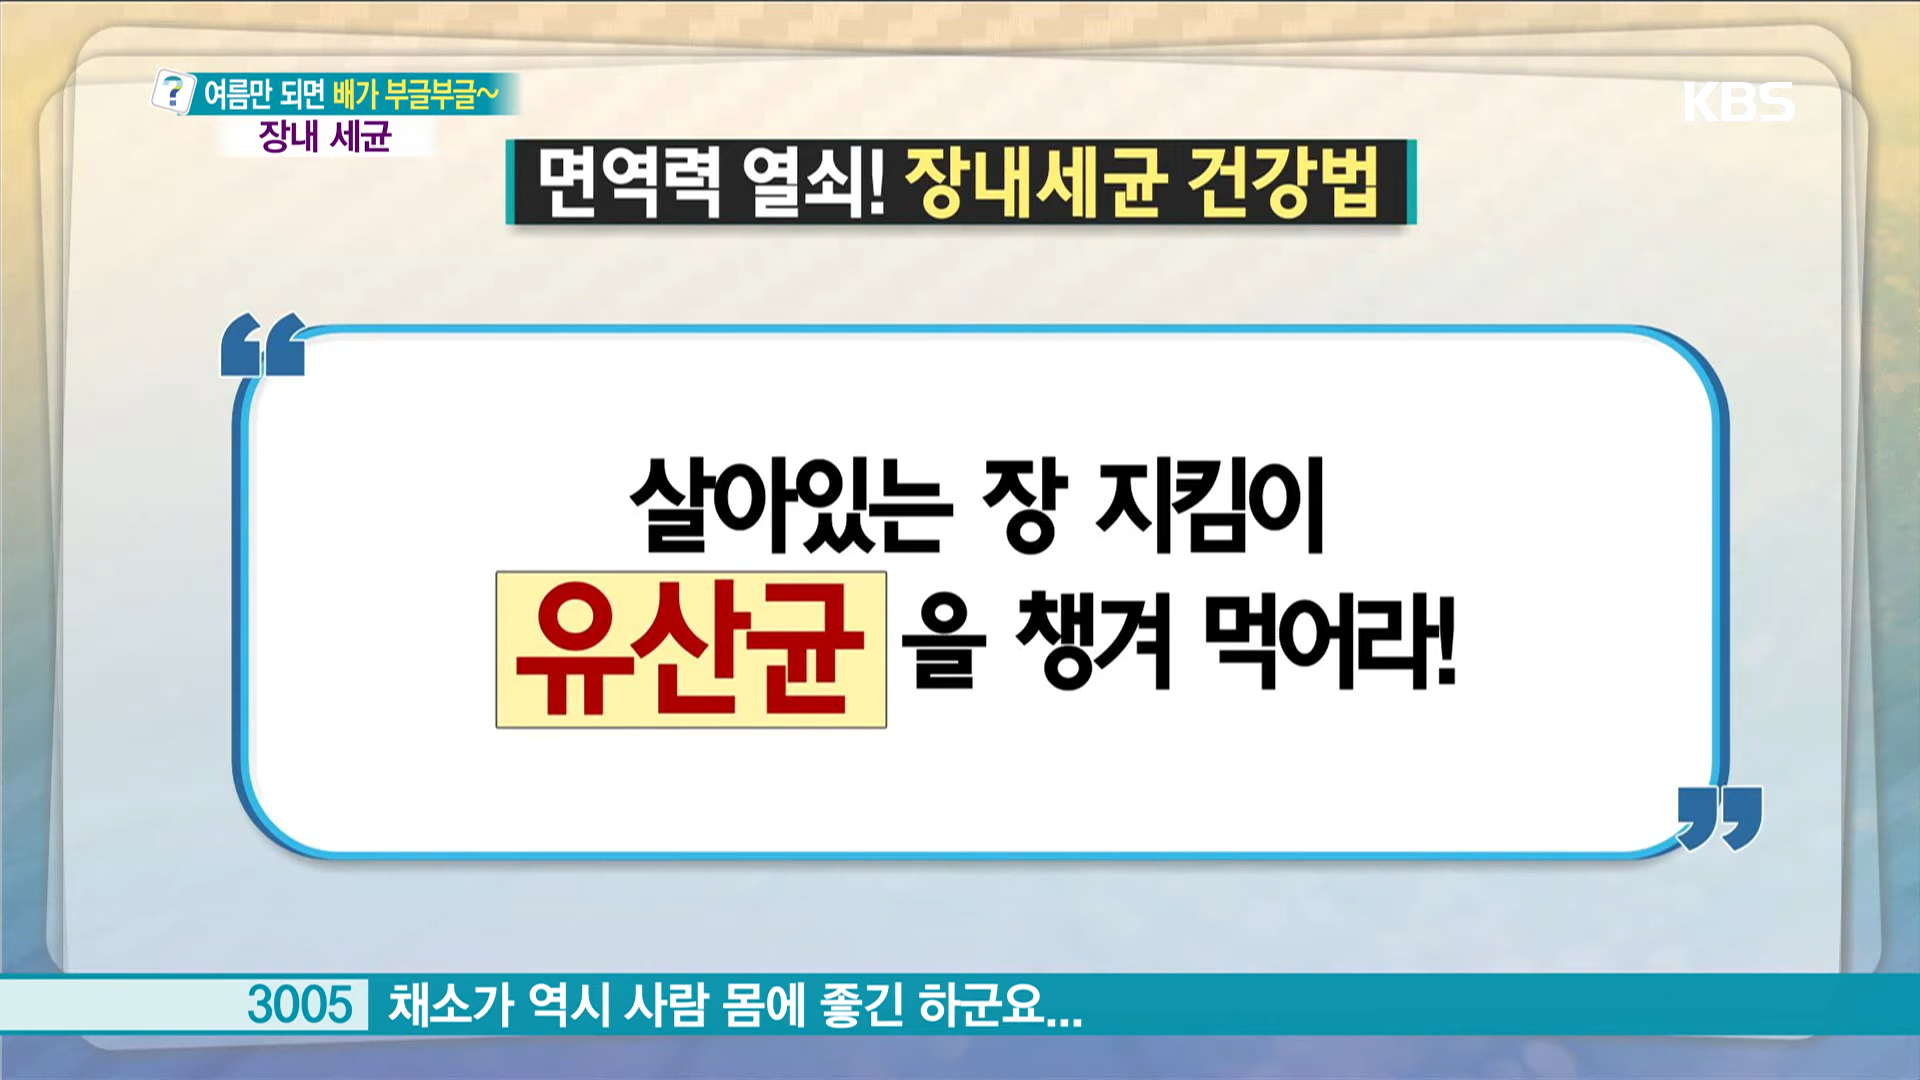 ? 여름만 되면 배가 부글부글~
장내 세균
KBS
면역력 열쇠! 장내세균 건강법
“
살아있는 장 지킴이
유산균을 챙겨 먹어라!
”
3005 채소가 역시 사람 몸에 좋긴 하군요...